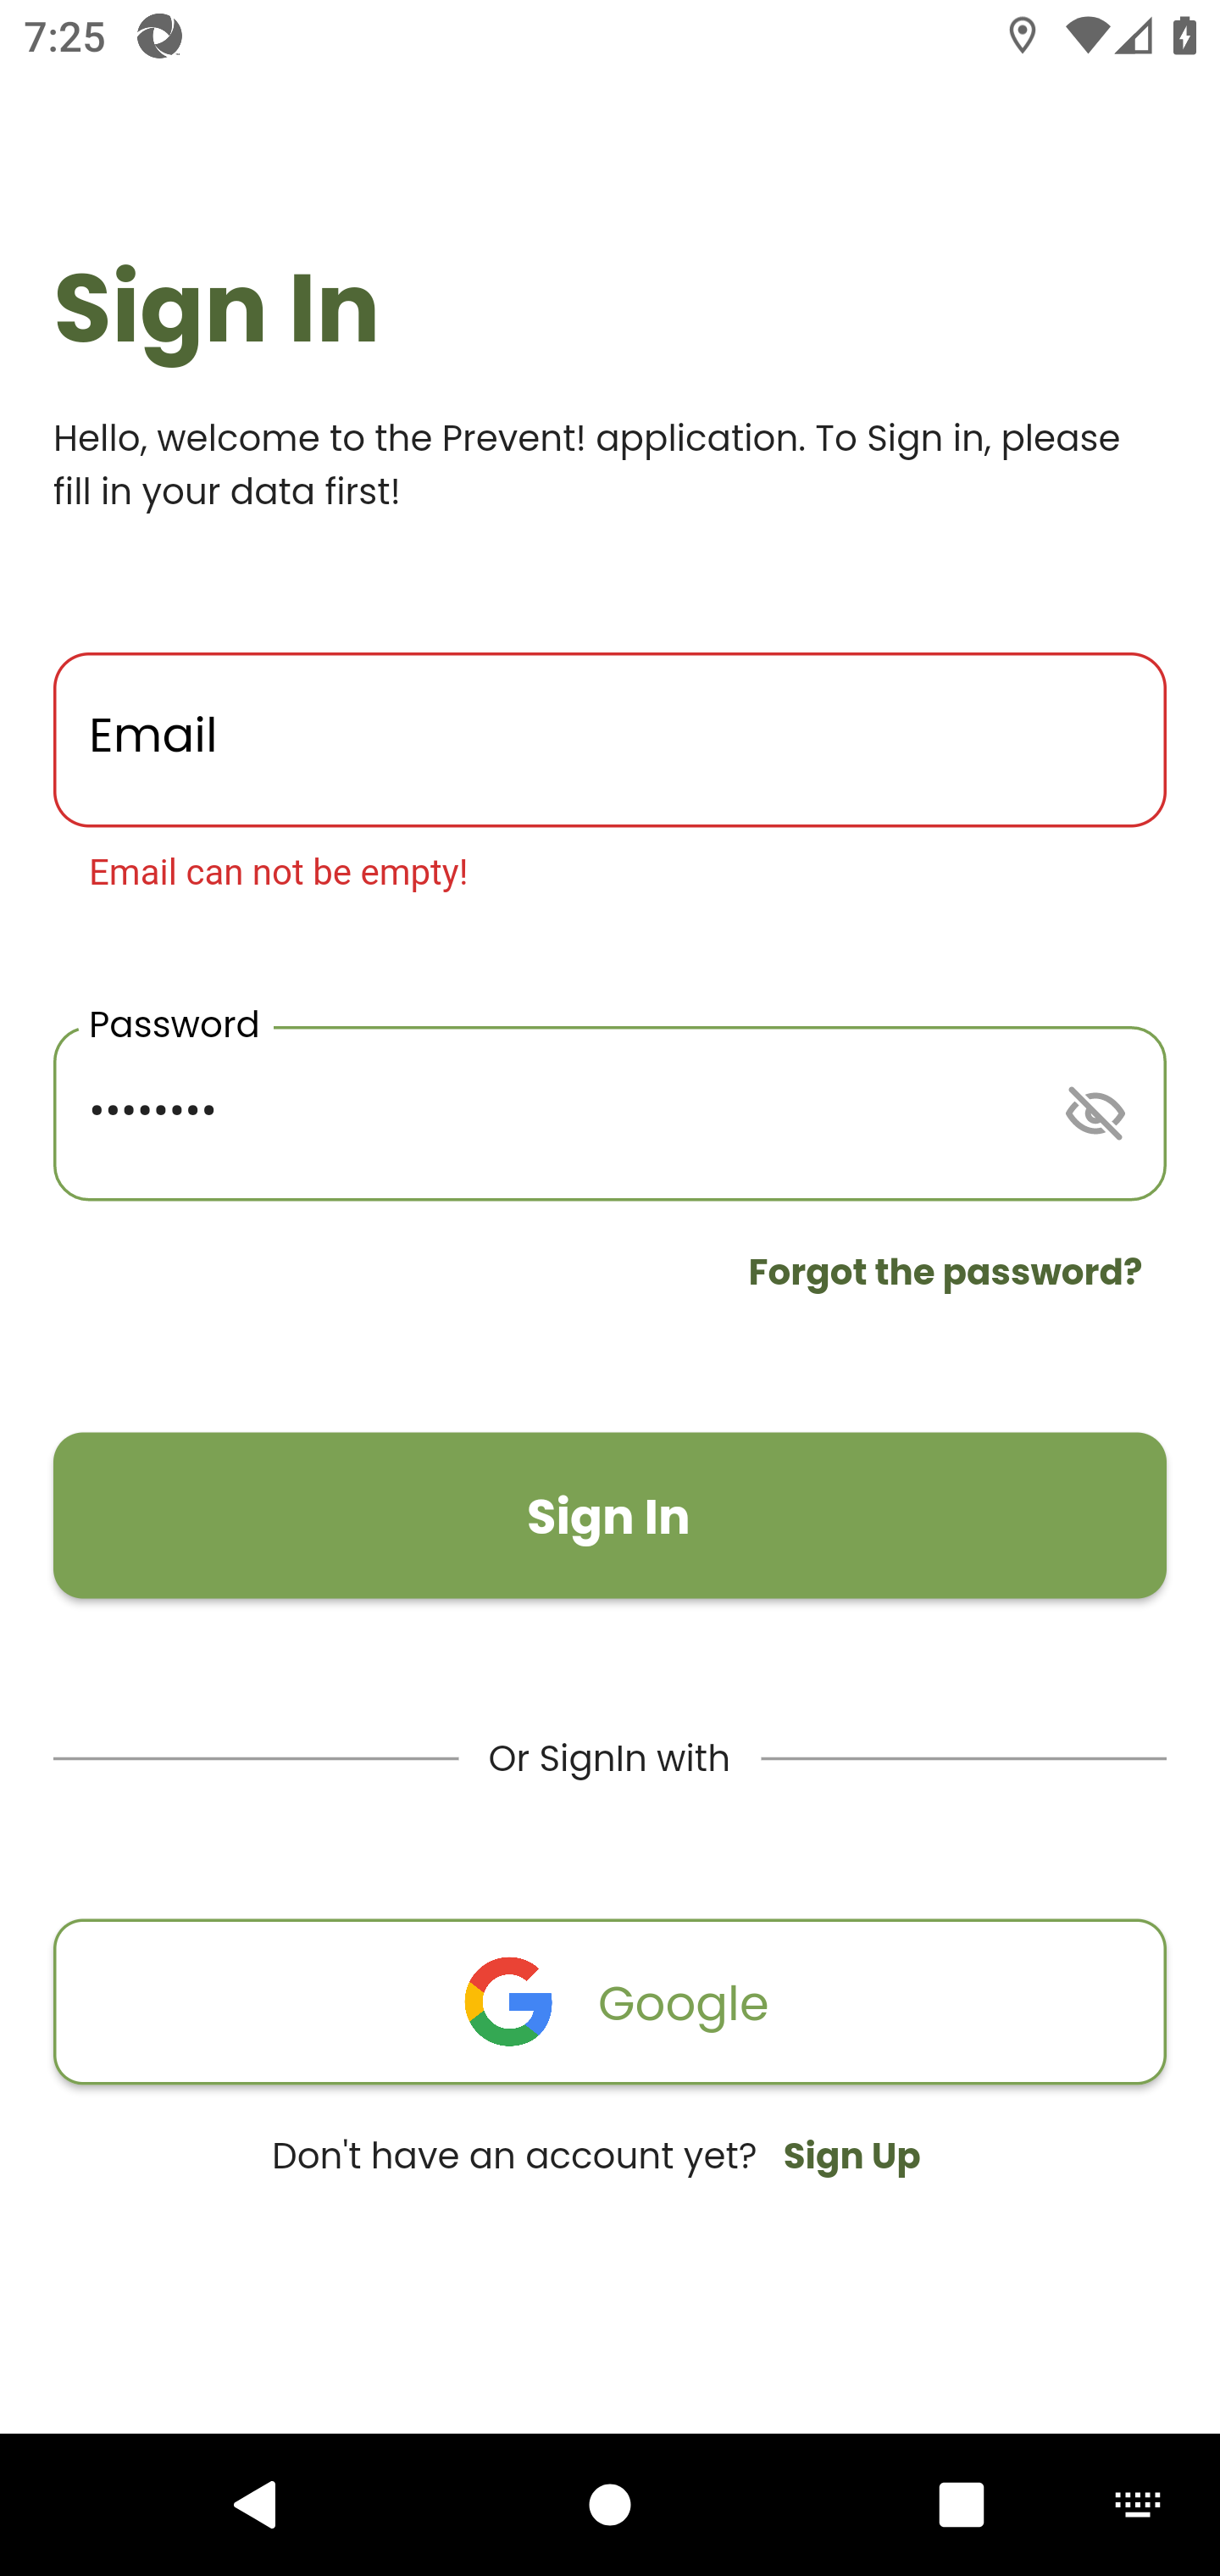 7:25
Sign In
Hello, welcome to the Prevent! application. To Sign in, please
fill in your data first!
Email
Email can not be empty!
Password
••••••••
Forgot the password?
Sign In
Or SignIn with
Google
Don't have an account yet? Sign Up